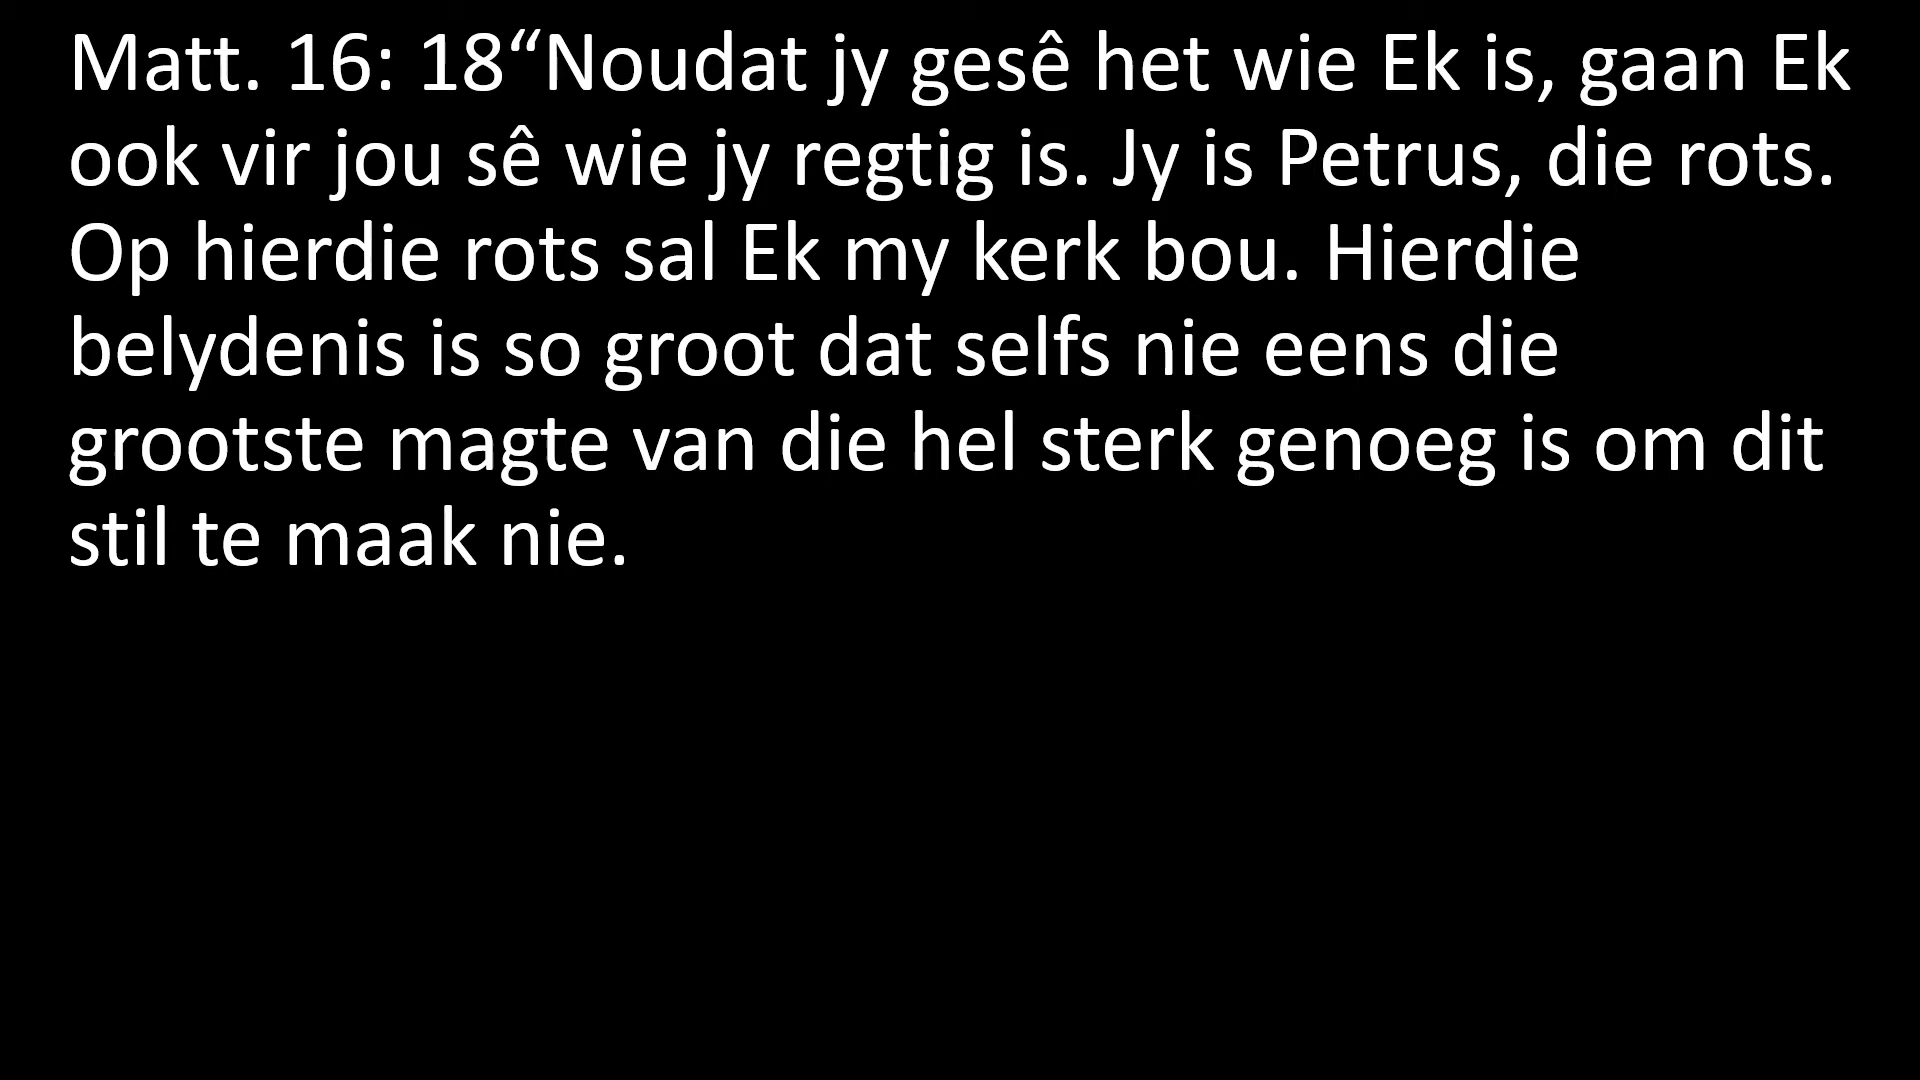 Matt. 16: 18“Noudat jy gesê het wie Ek is, gaan Ek
ook vir jou sê wie jy regtig is. Jy is Petrus, die rots.
Op hierdie rots sal Ek my kerk bou. Hierdie
belydenis is so groot dat selfs nie eens die
grootste magte van die hel sterk genoeg is om dit
stil te maak nie.